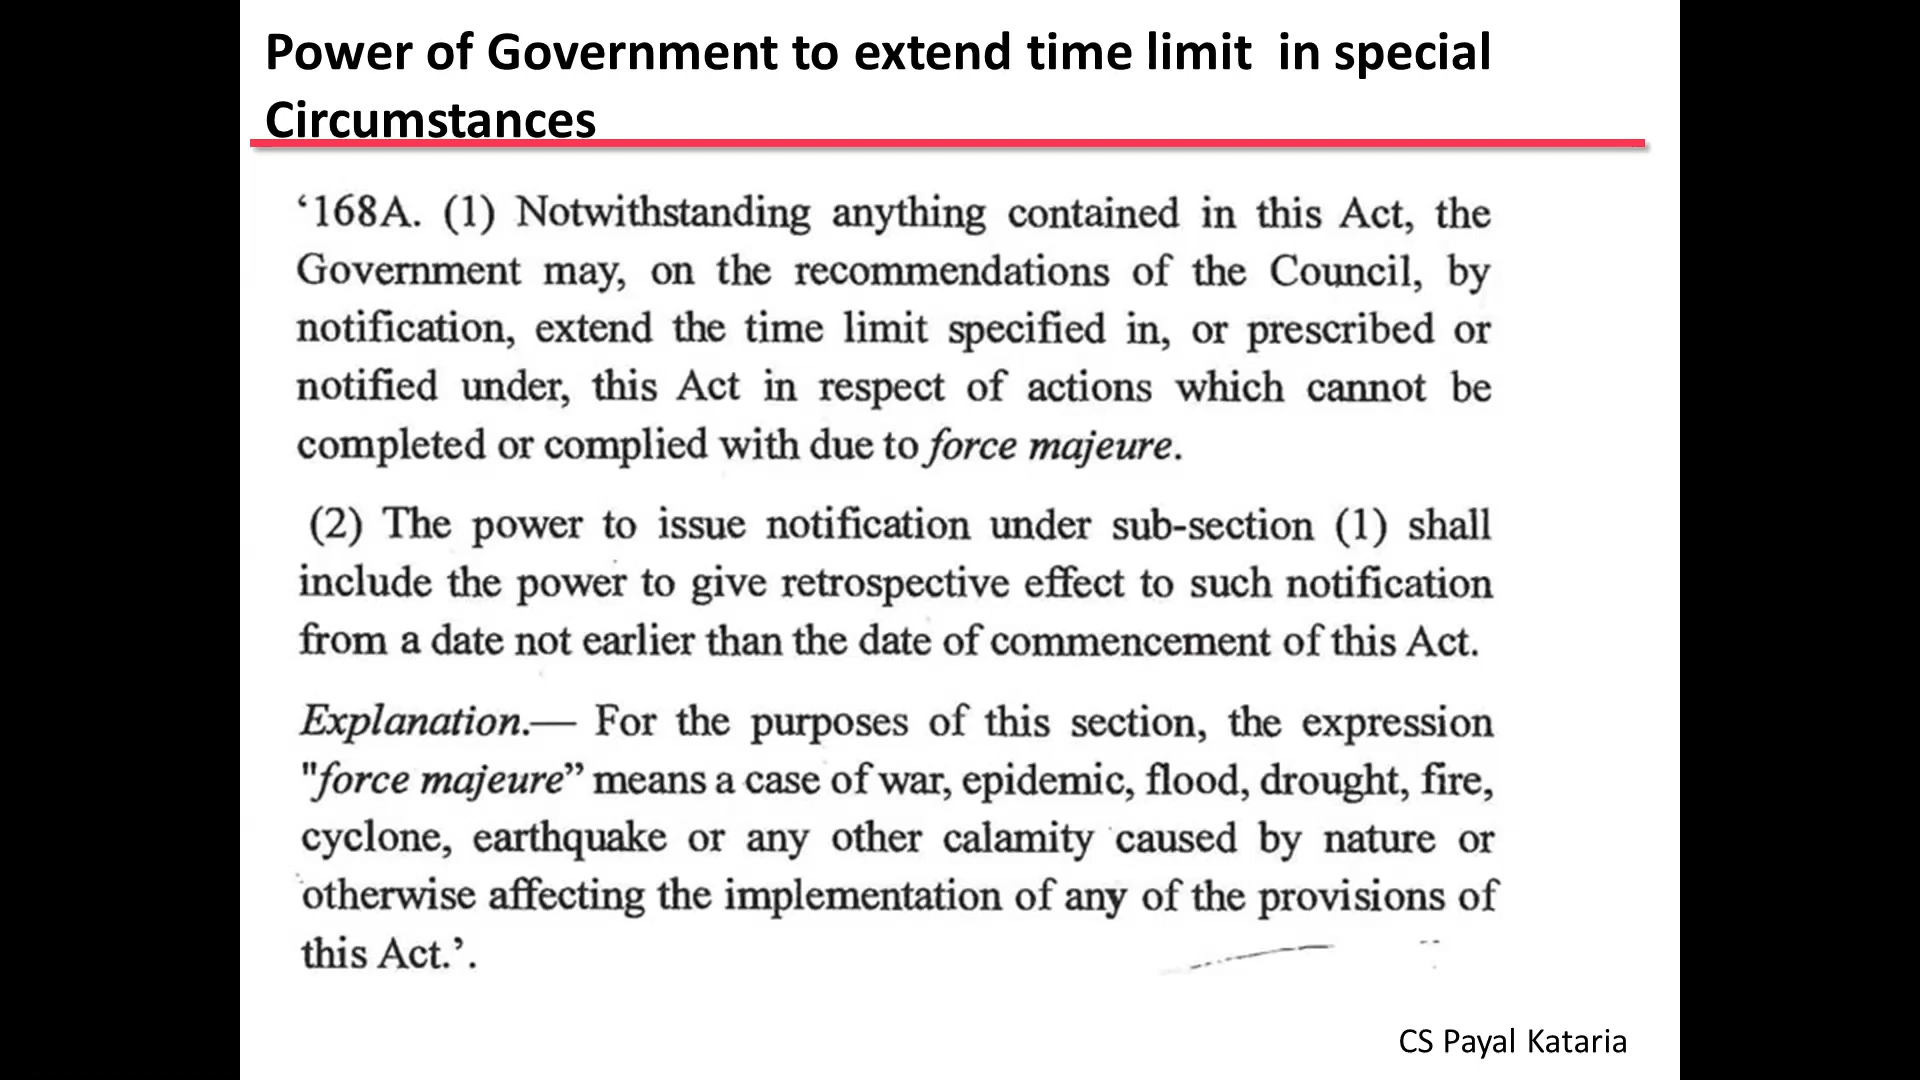 Power of Government to extend time limit  in special
Circumstances
‘168A. (1) Notwithstanding anything contained in this Act, the
Government may, on the recommendations of the Council, by
notification, extend the time limit specified in, or prescribed or
notified under, this Act in respect of actions which cannot be
completed or complied with due to force majeure.
(2) The power to issue notification under sub-section (1) shall
include the power to give retrospective effect to such notification
from a date not earlier than the date of commencement of this Act.
Explanation.— For the purposes of this section, the expression
"force majeure” means a case of war, epidemic, flood, drought, fire,
cyclone, earthquake or any other calamity caused by nature or
otherwise affecting the implementation of any of the provisions of
this Act.’.
CS Payal Kataria